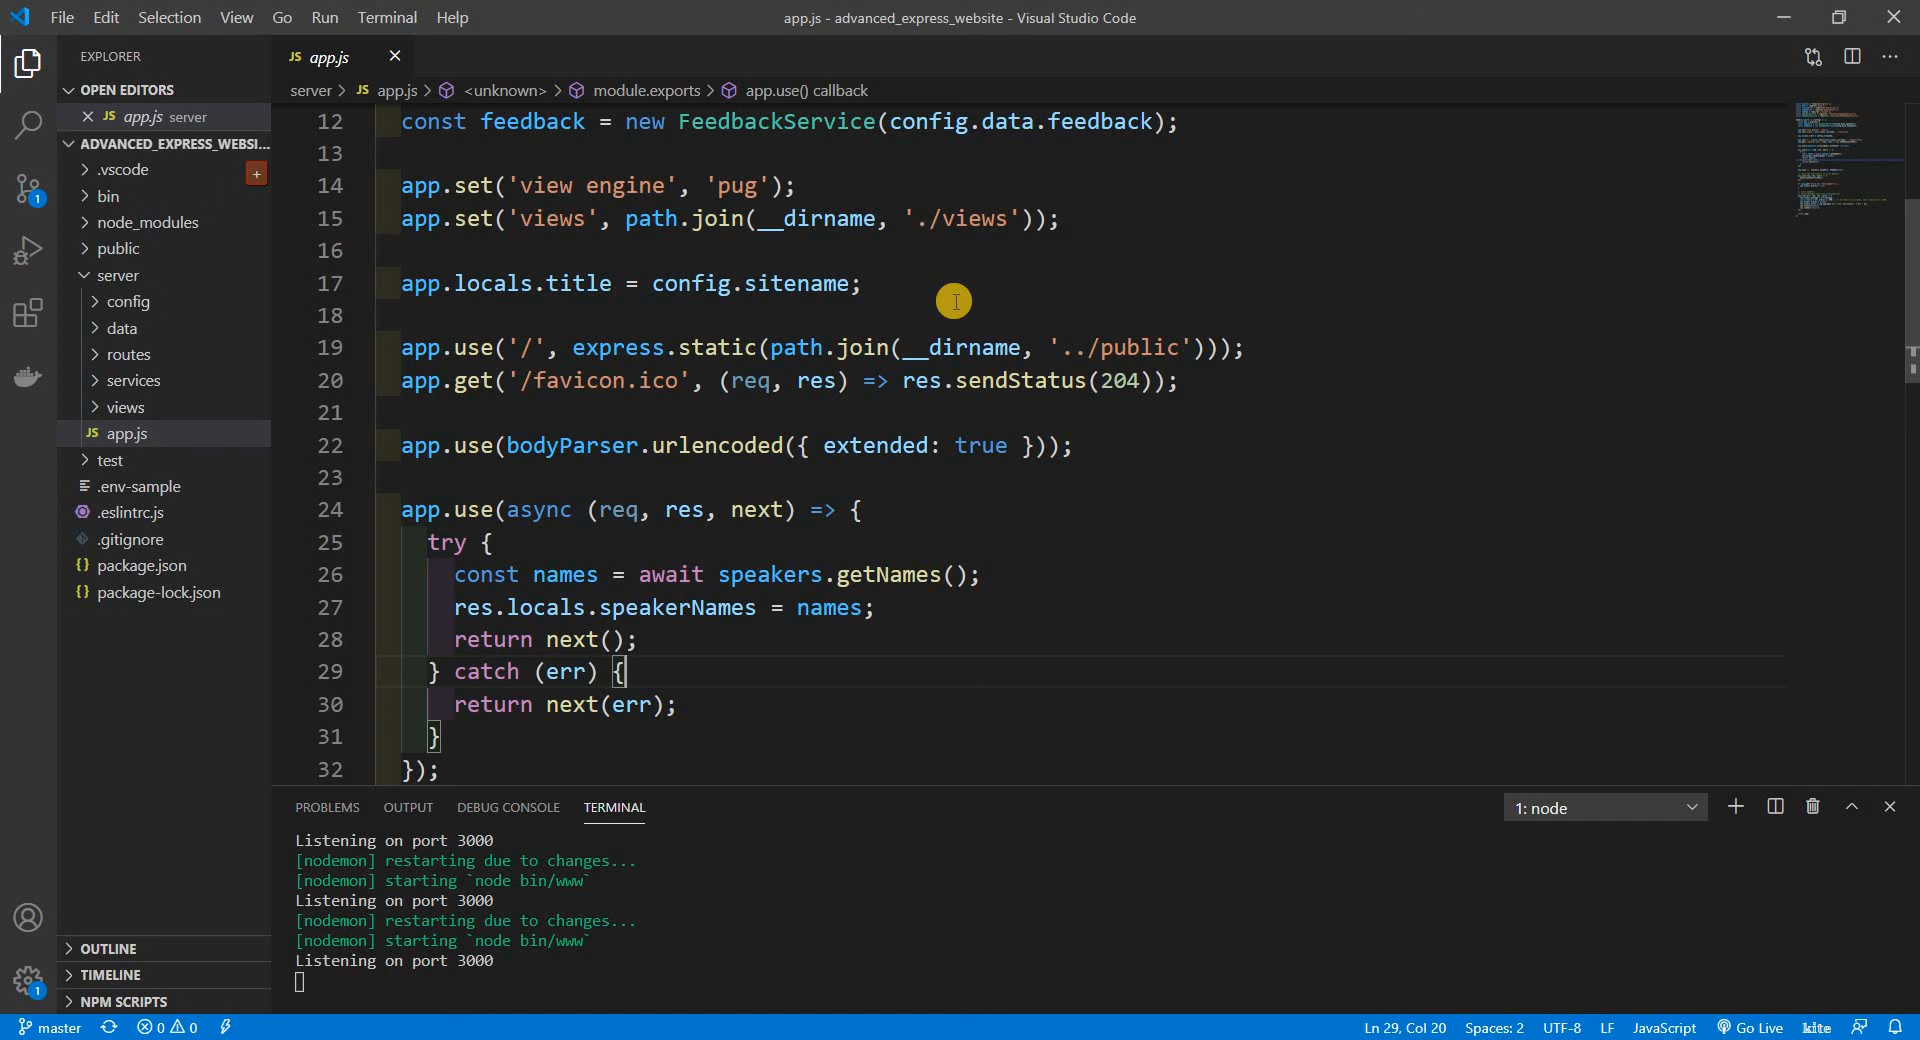 File Edit Selection View Go Run Terminal Help
app.js - advanced_express_website - Visual Studio Code
EXPLORER
OPEN EDITORS
JS app.js server
ADVANCED_EXPRESS_WEBSI...
.vscode
bin
node_modules
public
server
config
data
routes
services
views
JS app.js
test
.env-sample
.eslintrc.js
.gitignore
{} package.json
{} package-lock.json
OUTLINE
TIMELINE
NPM SCRIPTS
1
1
JS app.js
server > JS app.js > <unknown> > module.exports > app.use() callback
12 const feedback = new FeedbackService(config.data.feedback);
13
14 app.set('view engine', 'pug');
15 app.set('views', path.join(__dirname, './views'));
16
17 app.locals.title = config.sitename;
18
19 app.use('/', express.static(path.join(__dirname, '../public')));
20 app.get('/favicon.ico', (req, res) => res.sendStatus(204));
21
22 app.use(bodyParser.urlencoded({ extended: true }));
23
24 app.use(async (req, res, next) => {
25 try {
26 const names = await speakers.getNames();
27 res.locals.speakerNames = names;
28 return next();
29 } catch (err) {
30 return next(err);
31 }
32 });
PROBLEMS OUTPUT DEBUG CONSOLE TERMINAL
1: node
Listening on port 3000
[nodemon] restarting due to changes...
[nodemon] starting `node bin/www`
Listening on port 3000
[nodemon] restarting due to changes...
[nodemon] starting `node bin/www`
Listening on port 3000
master 0 0 Ln 29, Col 20 Spaces: 2 UTF-8 LF JavaScript Go Live kite